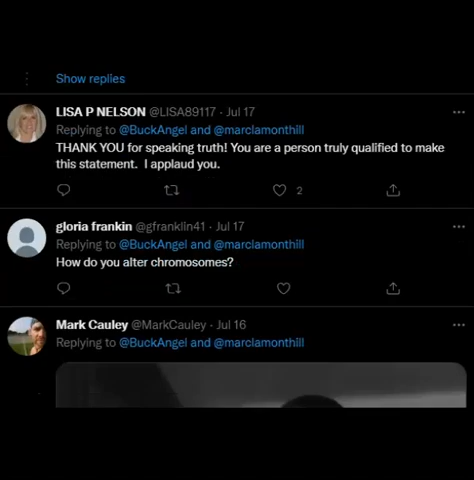 Show replies
LISA P NELSON @LISA89117 · Jul 17
Replying to @BuckAngel and @marclamonthill
THANK YOU for speaking truth! You are a person truly qualified to make
this statement.  I applaud you.
2
gloria frankin @gfranklin41 · Jul 17
Replying to @BuckAngel and @marclamonthill
How do you alter chromosomes?
Mark Cauley @MarkCauley · Jul 16
Replying to @BuckAngel and @marclamonthill